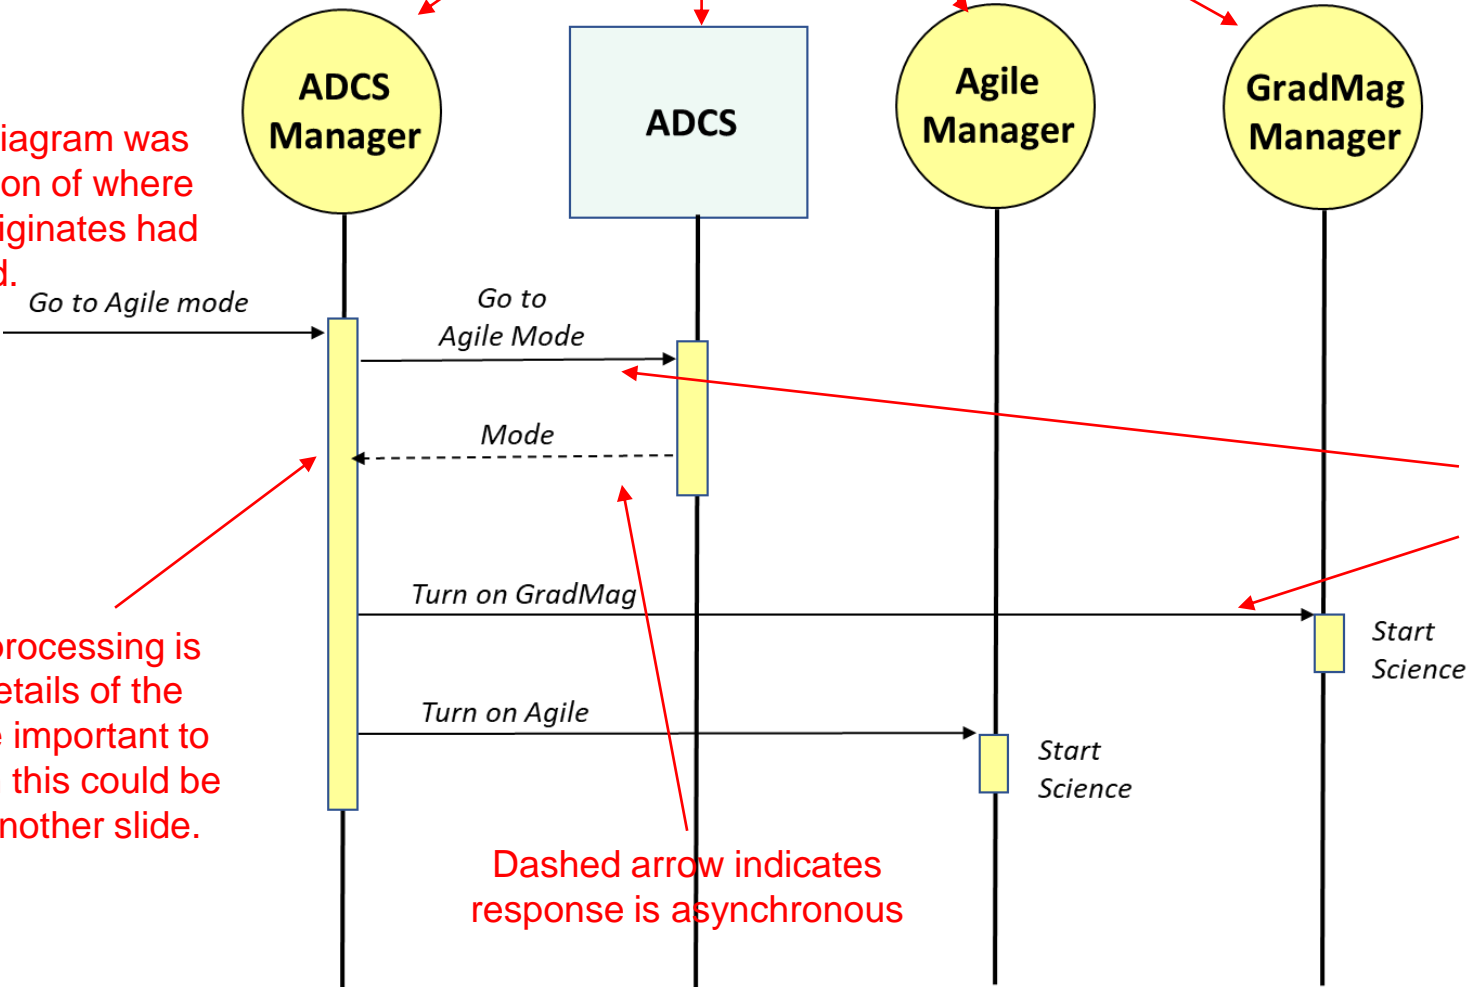 ADCS
Manager
ADCS
Agile
Manager
GradMag
Manager
iagram was
on of where
iginates had
d.
Go to Agile mode
Go to
Agile Mode
Mode
Turn on GradMag
Start
Science
Turn on Agile
Start
Science
processing is
etails of the
e important to
this could be
nother slide.
Dashed arrow indicates
response is asynchronous